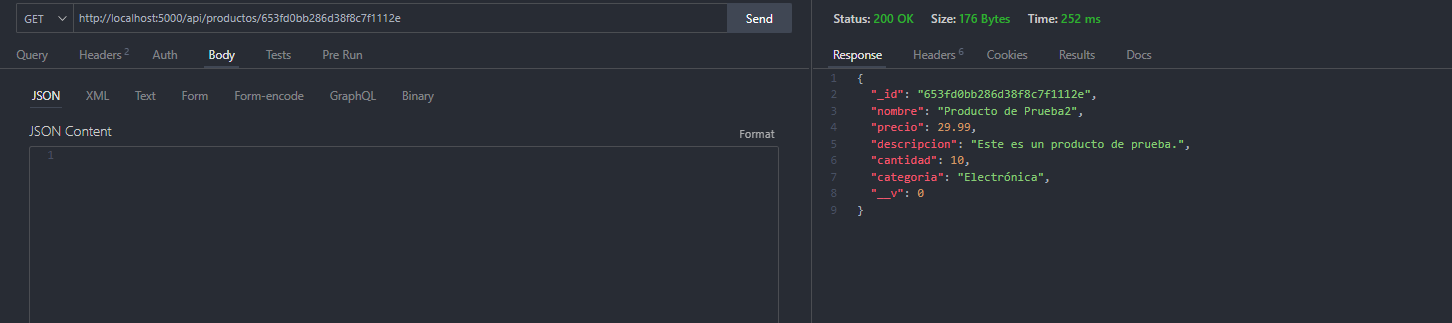 GET http://localhost:5000/api/productos/653fd0bb286d38f8c7f1112e Send
Query Headers 2 Auth Body Tests Pre Run
JSON XML Text Form Form-encode GraphQL Binary
JSON Content Format
1
Status: 200 OK Size: 176 Bytes Time: 252 ms
Response Headers 6 Cookies Results Docs
1 {
2 "_id": "653fd0bb286d38f8c7f1112e",
3 "nombre": "Producto de Prueba2",
4 "precio": 29.99,
5 "descripcion": "Este es un producto de prueba.",
6 "cantidad": 10,
7 "categoria": "Electrónica",
8 "__v": 0
9 }